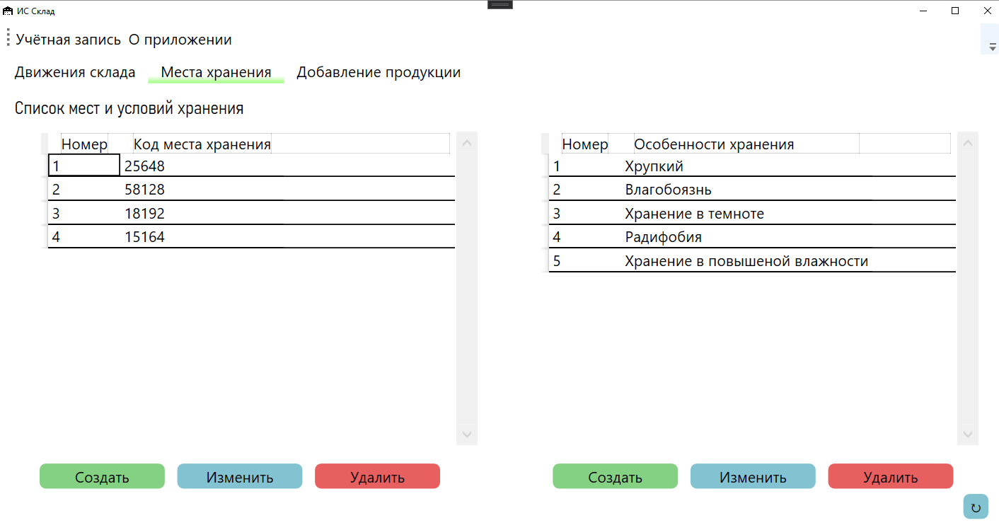 ИС Склад
Учётная запись О приложении
Движения склада Места хранения Добавление продукции
Список мест и условий хранения
Номер Код места хранения
1 25648
2 58128
3 18192
4 15164
Номер Особенности хранения
1 Хрупкий
2 Влагобоязнь
3 Хранение в темноте
4 Радифобия
5 Хранение в повышеной влажности
Создать Изменить Удалить
Создать Изменить Удалить